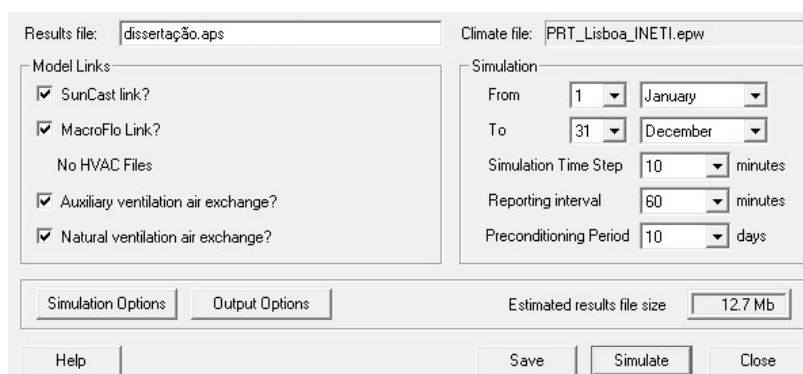 Results file: dissertação.aps Climate file: PRT_Lisboa_INETI.epw
Model Links
SunCast link?
MacroFlo Link?
No HVAC Files
Auxiliary ventilation air exchange?
Natural ventilation air exchange?
Simulation
From 1 January
To 31 December
Simulation Time Step 10 minutes
Reporting interval 60 minutes
Preconditioning Period 10 days
Simulation Options Output Options Estimated results file size 12.7 Mb
Help Save Simulate Close